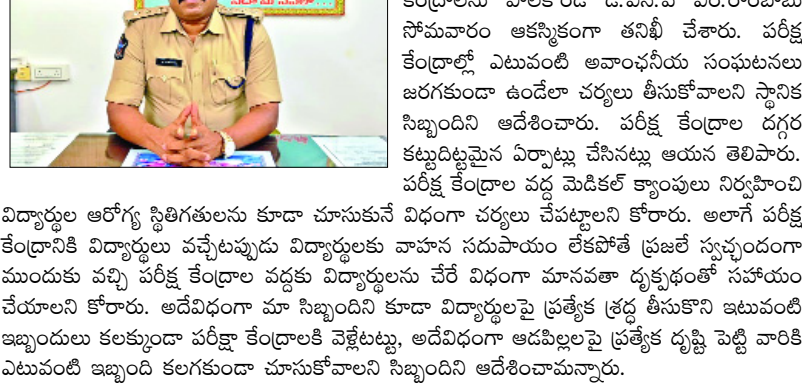 సోమవారం ఆకస్మికంగా తనిఖీ చేశారు. పరీక్ష
కేంద్రాల్లో ఎటువంటి అవాంఛనీయ సంఘటనలు
జరగకుండా ఉండేలా చర్యలు తీసుకోవాలని స్థానిక
సిబ్బందిని ఆదేశించారు. పరీక్ష కేంద్రాల దగ్గర
కట్టుదిట్టమైన ఏర్పాట్లు చేసినట్లు ఆయన తెలిపారు.
పరీక్ష కేంద్రాల వద్ద మెడికల్ క్యాంపులు నిర్వహించి
విద్యార్థుల ఆరోగ్య స్థితిగతులను కూడా చూసుకునే విధంగా చర్యలు చేపట్టాలని కోరారు. అలాగే పరీక్ష
కేంద్రానికి విద్యార్థులు వచ్చేటప్పుడు విద్యార్థులకు వాహన సదుపాయం లేకపోతే ప్రజలే స్వచ్ఛందంగా
ముందుకు వచ్చి పరీక్ష కేంద్రాల వద్దకు విద్యార్థులను చేరే విధంగా మానవతా దృక్పథంతో సహాయం
చేయాలని కోరారు. అదేవిధంగా మా సిబ్బందిని కూడా విద్యార్థులపై ప్రత్యేక శ్రద్ధ తీసుకొని ఇటువంటి
ఇబ్బందులు కలక్కుండా పరీక్షా కేంద్రాలకి వెళ్లేటట్టు, అదేవిధంగా ఆడపిల్లలపై ప్రత్యేక దృష్టి పెట్టి వారికి
ఎటువంటి ఇబ్బంది కలగకుండా చూసుకోవాలని సిబ్బందిని ఆదేశించామన్నారు.